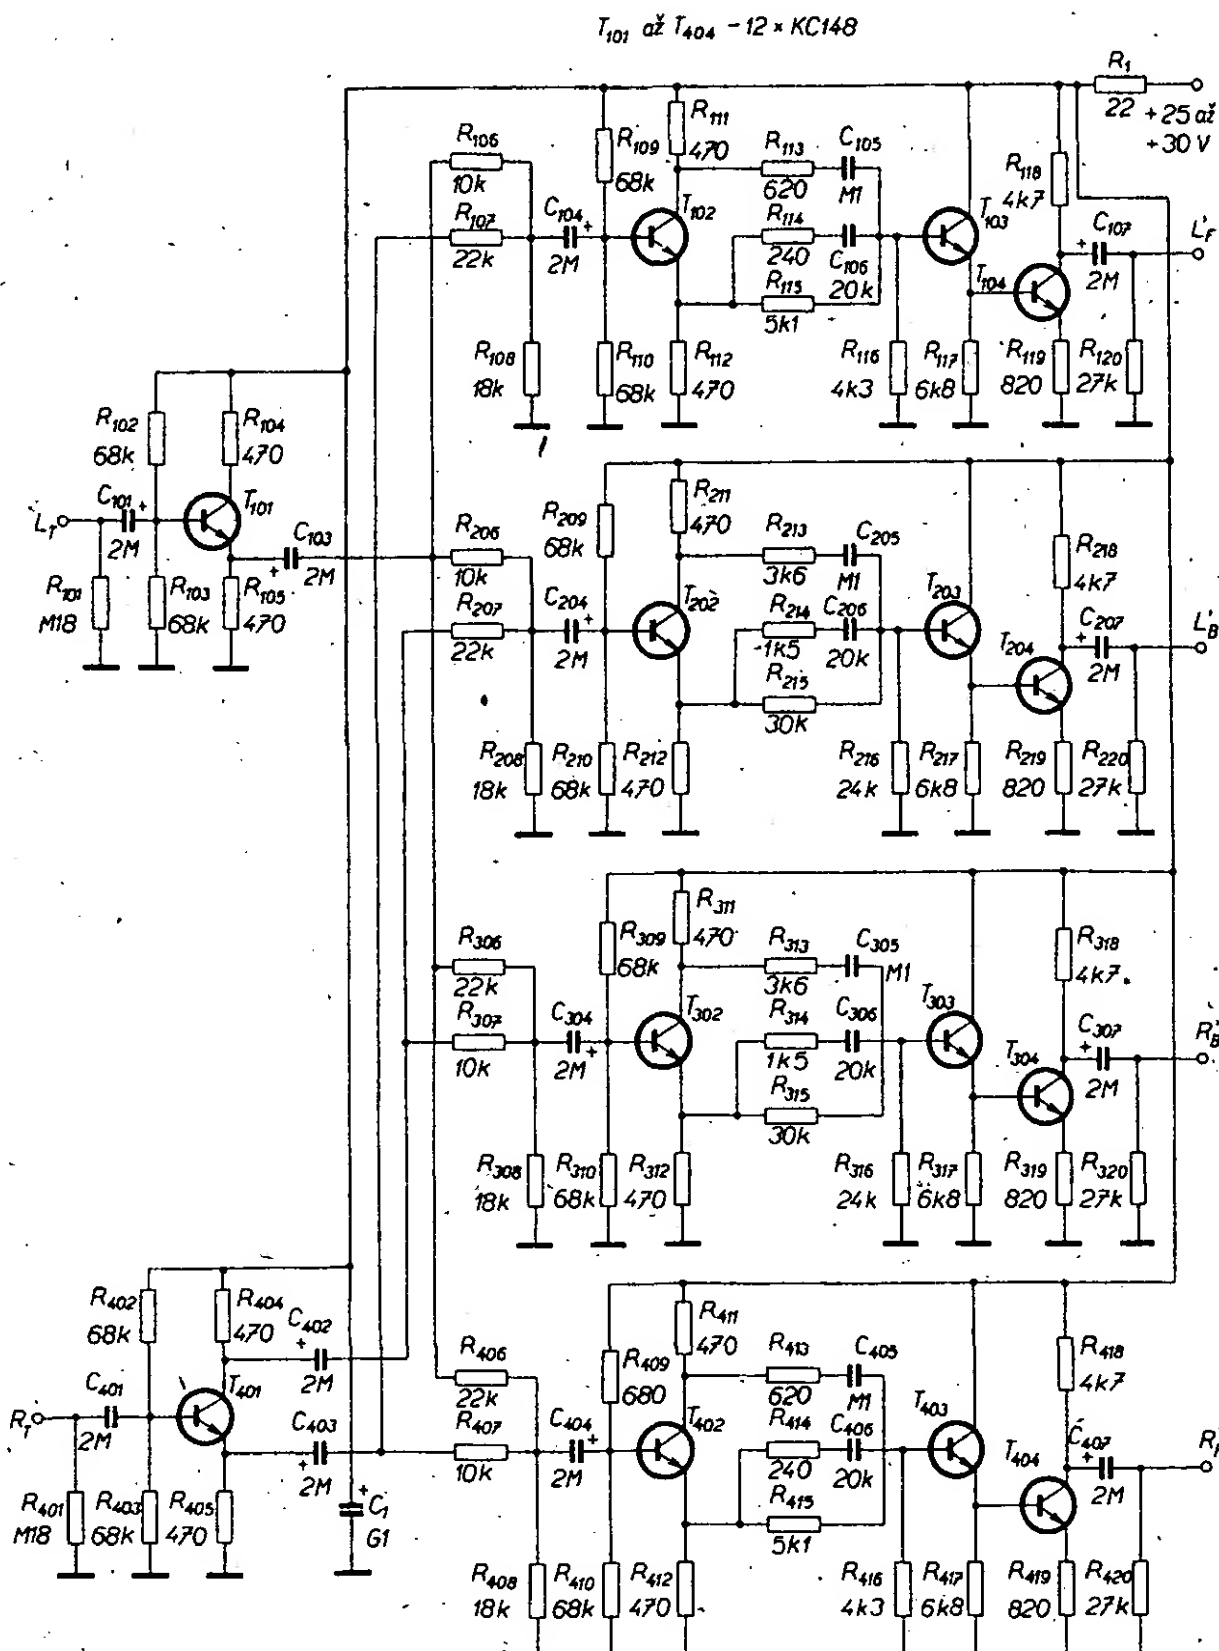 T101 až T404 - 12 × KC148
R1
22
+25 až
+30 V
R106
10k
R107
22k
C104 +
2M
R108
18k
R109
68k
R110
68k
R111
470
T102
R112
470
R113
620
C105
M1
R114
240
C106
20k
R115
5k1
R116
4k3
T103
R117
6k8
R118
4k7
T104
R119
820
+ C107
2M
R120
27k
L'F
LT
R101
M18
C101 +
2M
R102
68k
R103
68k
R104
470
T101
R105
470
C103
+ 2M
R206
10k
R207
22k
C204 +
2M
R208
18k
R209
68k
R210
68k
R211
470
T202
R212
470
R213
3k6
C205
M1
R214
1k5
C206
20k
R215
30k
R216
24k
T203
R217
6k8
R218
4k7
T204
R219
820
+ C207
2M
R220
27k
L'B
R306
22k
R307
10k
C304
2M +
R308
18k
R309
68k
R310
68k
R311
470
T302
R312
470
R313
3k6
C305
M1
R314
1k5
C306
20k
R315
30k
R316
24k
T303
R317
6k8
R318
4k7
T304
R319
820
C307
+ 2M
R320
27k
R'B
RT
R401
M18
C401
2M
R402
68k
R403
68k
R404
470
T401
R405
470
C402
+ 2M
C403
+ 2M
+ C1
G1
R406
22k
R407
10k
C404 +
2M
R408
18k
R409
680
R410
68k
R411
470
T402
R412
470
R413
620
C405
M1
R414
240
C406
20k
R415
5k1
R416
4k3
T403
R417
6k8
R418
4k7
T404
R419
820
C407
+ 2M
R420
27k